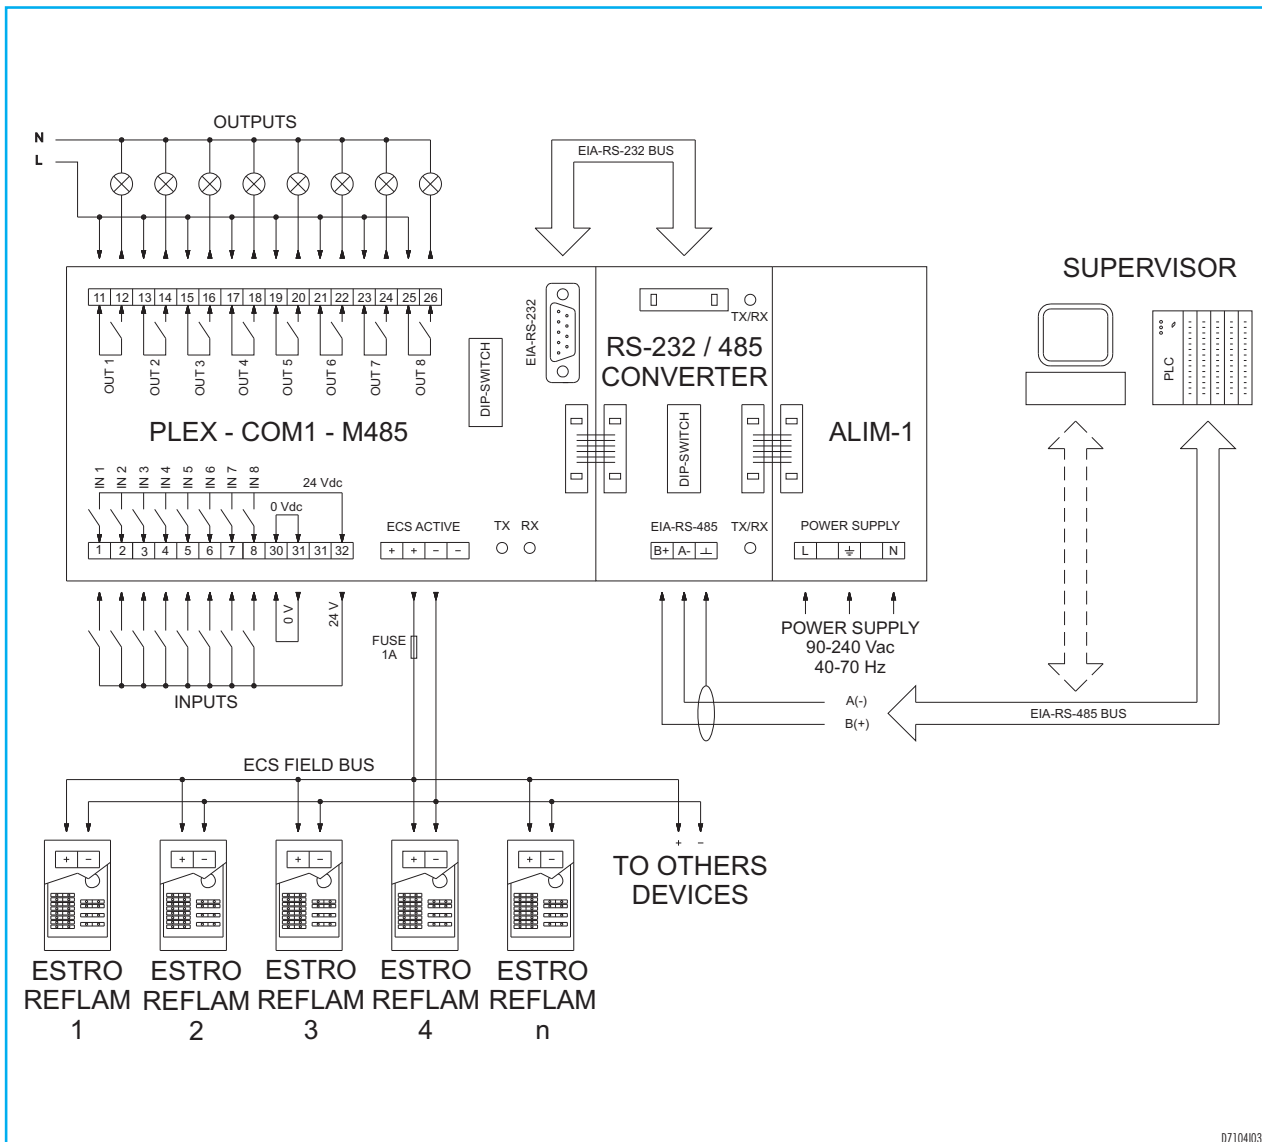 OUTPUTS
N
L
EIA-RS-232 BUS
SUPERVISOR
11 12 13 14 15 16 17 18 19 20 21 22 23 24 25 26
TX/RX
EIA-RS-232
PLC
OUT 1 OUT 2 OUT 3 OUT 4 OUT 5 OUT 6 OUT 7 OUT 8
DIP-SWITCH
RS-232 / 485
CONVERTER
PLEX - COM1 - M485
DIP-SWITCH
ALIM-1
IN 1 IN 2 IN 3 IN 4 IN 5 IN 6 IN 7 IN 8
24 Vdc
0 Vdc
ECS ACTIVE
TX RX
EIA-RS-485
TX/RX
POWER SUPPLY
1 2 3 4 5 6 7 8 30 31 31 32
+ + − −
B+ A- ⊥
L ⏚ N
0 V
24 V
FUSE
1A
POWER SUPPLY
90-240 Vac
40-70 Hz
INPUTS
A(-)
B(+)
EIA-RS-485 BUS
ECS FIELD BUS
+ −
+ − + − + − + − + −
TO OTHERS
DEVICES
ESTRO
REFLAM
1
ESTRO
REFLAM
2
ESTRO
REFLAM
3
ESTRO
REFLAM
4
ESTRO
REFLAM
n
D7104I03